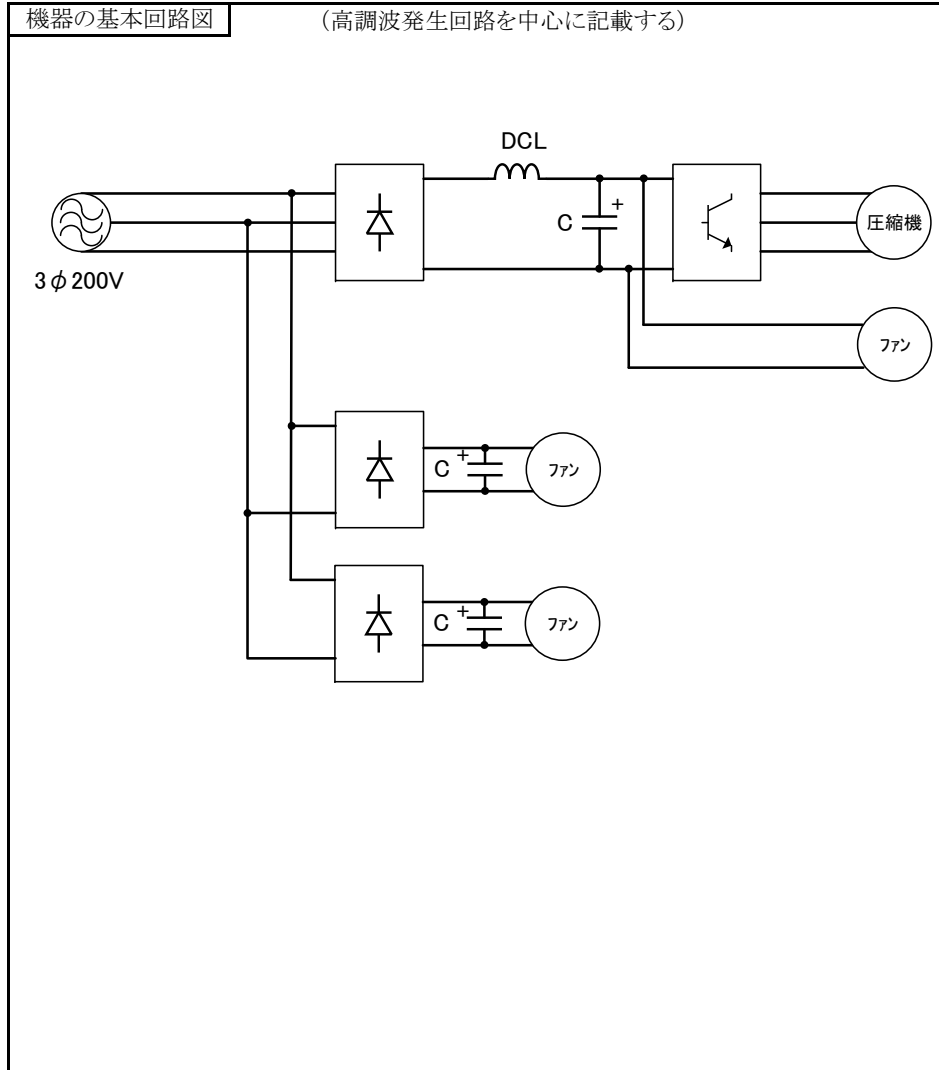 機器の基本回路図
（高調波発生回路を中心に記載する）
DCL
C
+
圧縮機
3φ200V
ファン
C
+
ファン
C
+
ファン